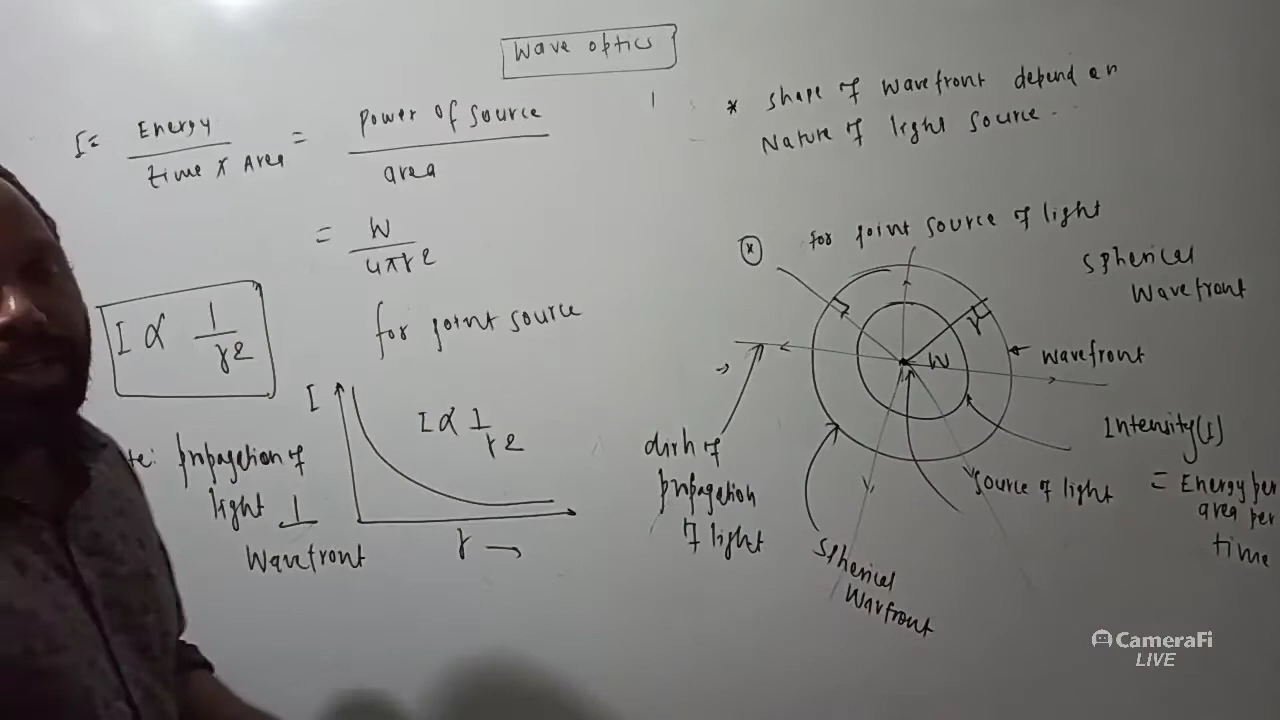 Wave optics
I = Energy / time x Area = power of source / area
= W / 4πr2
I ∝ 1 / r2
for point source
I
I ∝ 1 / r2
r →
te: propagation of
light ⊥
Wavefront
* shape of wavefront depend on
Nature of light source.
* for point source of light
Spherical
Wavefront
r
W
wavefront
dirn of
propagation
of light
source of light
Spherical
Wavfront
Intensity(I)
= Energy per
area per
time
CameraFi
LIVE